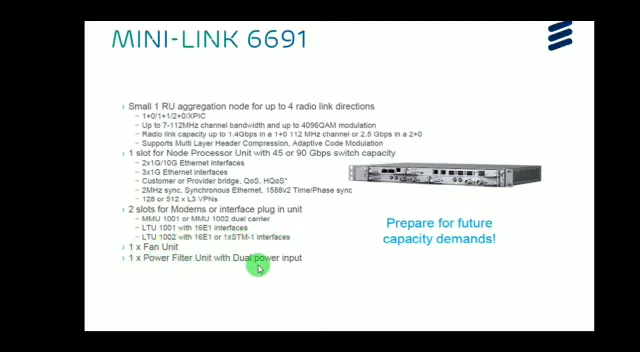 MINI-LINK 6691
› Small 1 RU aggregation node for up to 4 radio link directions
– 1+0/1+1/2+0/XPIC
– Up to 7-112MHz channel bandwidth and up to 4096QAM modulation
– Radio link capacity up to 1.4Gbps in a 1+0 112 MHz channel or 2.5 Gbps in a 2+0
– Supports Multi Layer Header Compression, Adaptive Code Modulation
› 1 slot for Node Processor Unit with 45 or 90 Gbps switch capacity
– 2x1G/10G Ethernet interfaces
– 3x1G Ethernet interfaces
– Customer or Provider bridge, QoS, HQoS*
– 2MHz sync, Synchronous Ethernet, 1588v2 Time/Phase sync
– 128 or 512 x L3 VPNs
› 2 slots for Modems or interface plug in unit
– MMU 1001 or MMU 1002 dual carrier
– LTU 1001 with 16E1 interfaces
– LTU 1002 with 16E1 or 1xSTM-1 interfaces
› 1 x Fan Unit
› 1 x Power Filter Unit with Dual power input
Prepare for future
capacity demands!